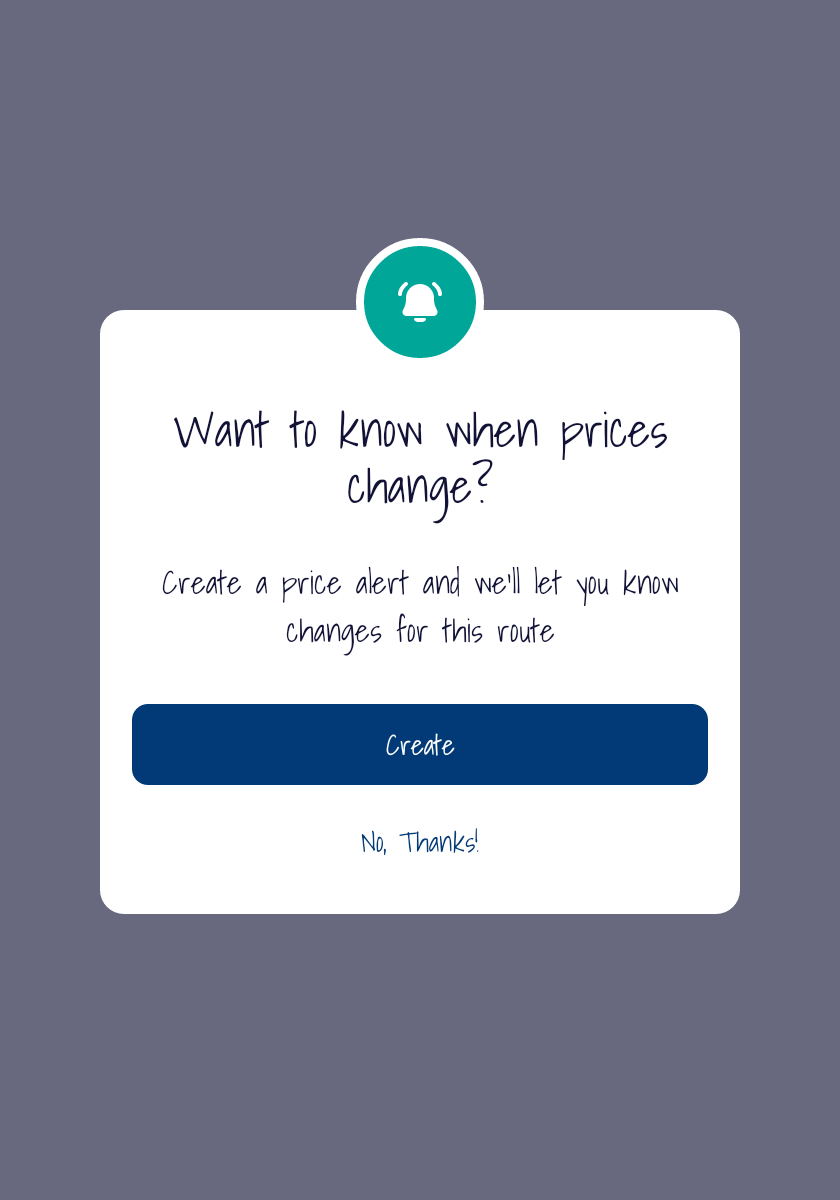 Want to know when prices
change?
Create a price alert and we'll let you know
changes for this route
Create
No, Thanks!